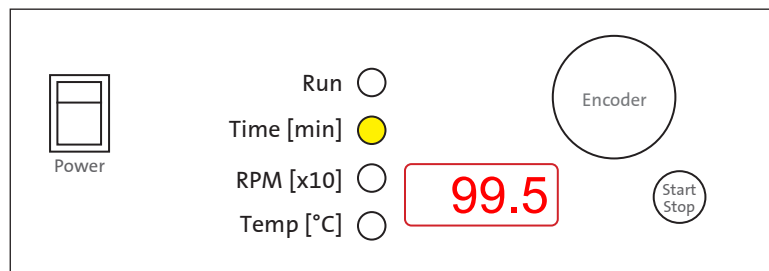 Run
Time [min]
RPM [x10]
Temp [°C]
Power
99.5
Encoder
Start
Stop